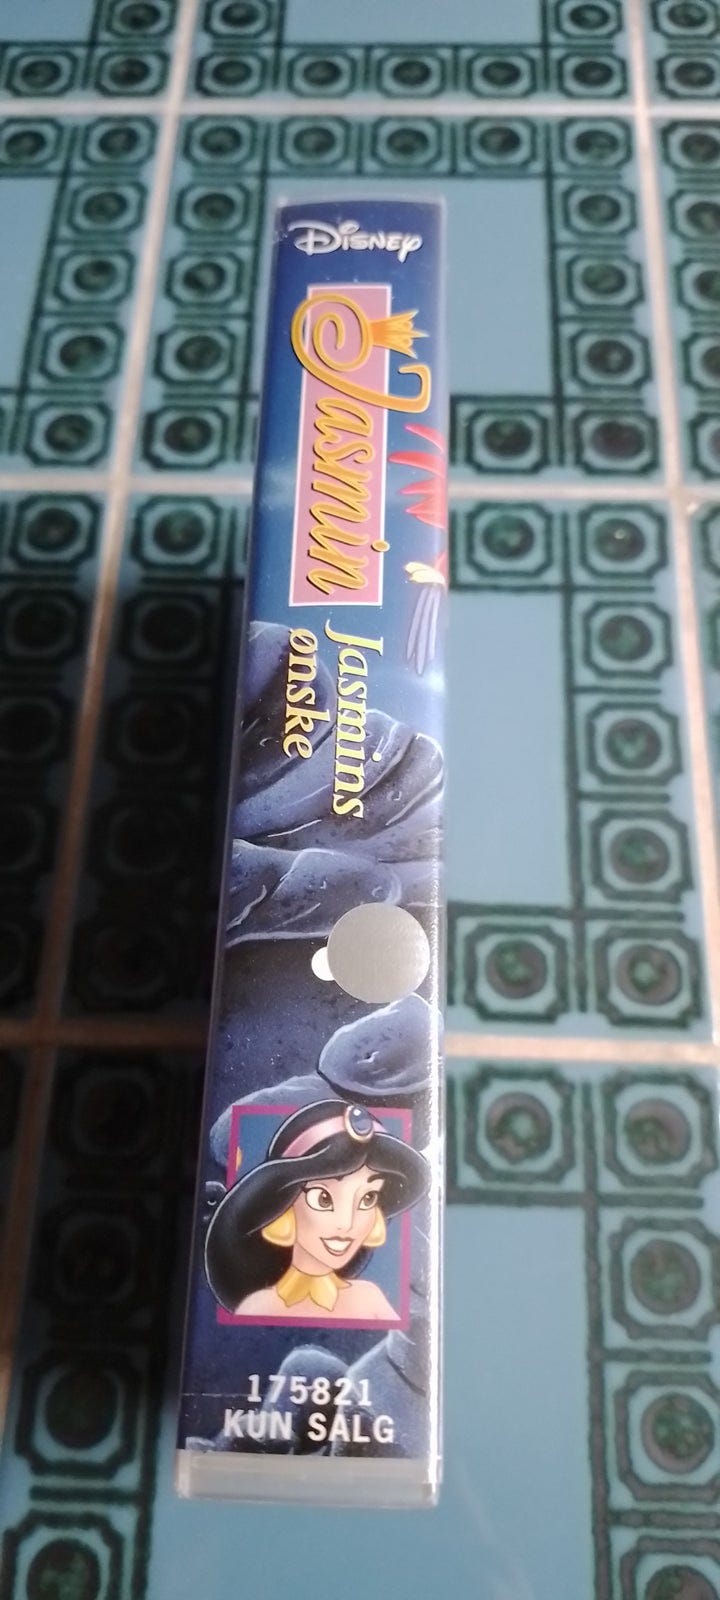 Disney
Jasmin
Jasmins
ønske
175821
KUN SALG